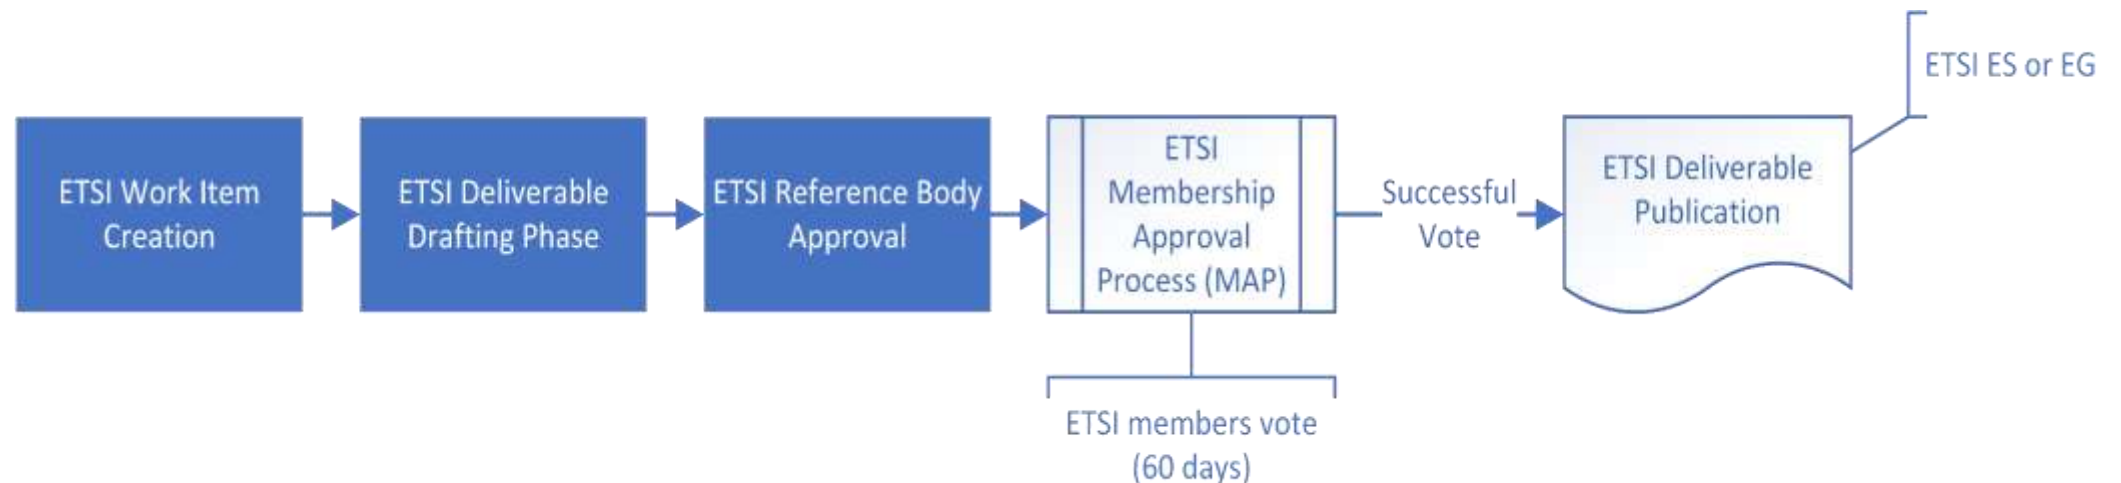 ETSI Work Item
Creation
ETSI Deliverable
Drafting Phase
ETSI Reference Body
Approval
ETSI
Membership
Approval
Process (MAP)
ETSI members vote
(60 days)
Successful
Vote
ETSI Deliverable
Publication
ETSI ES or EG